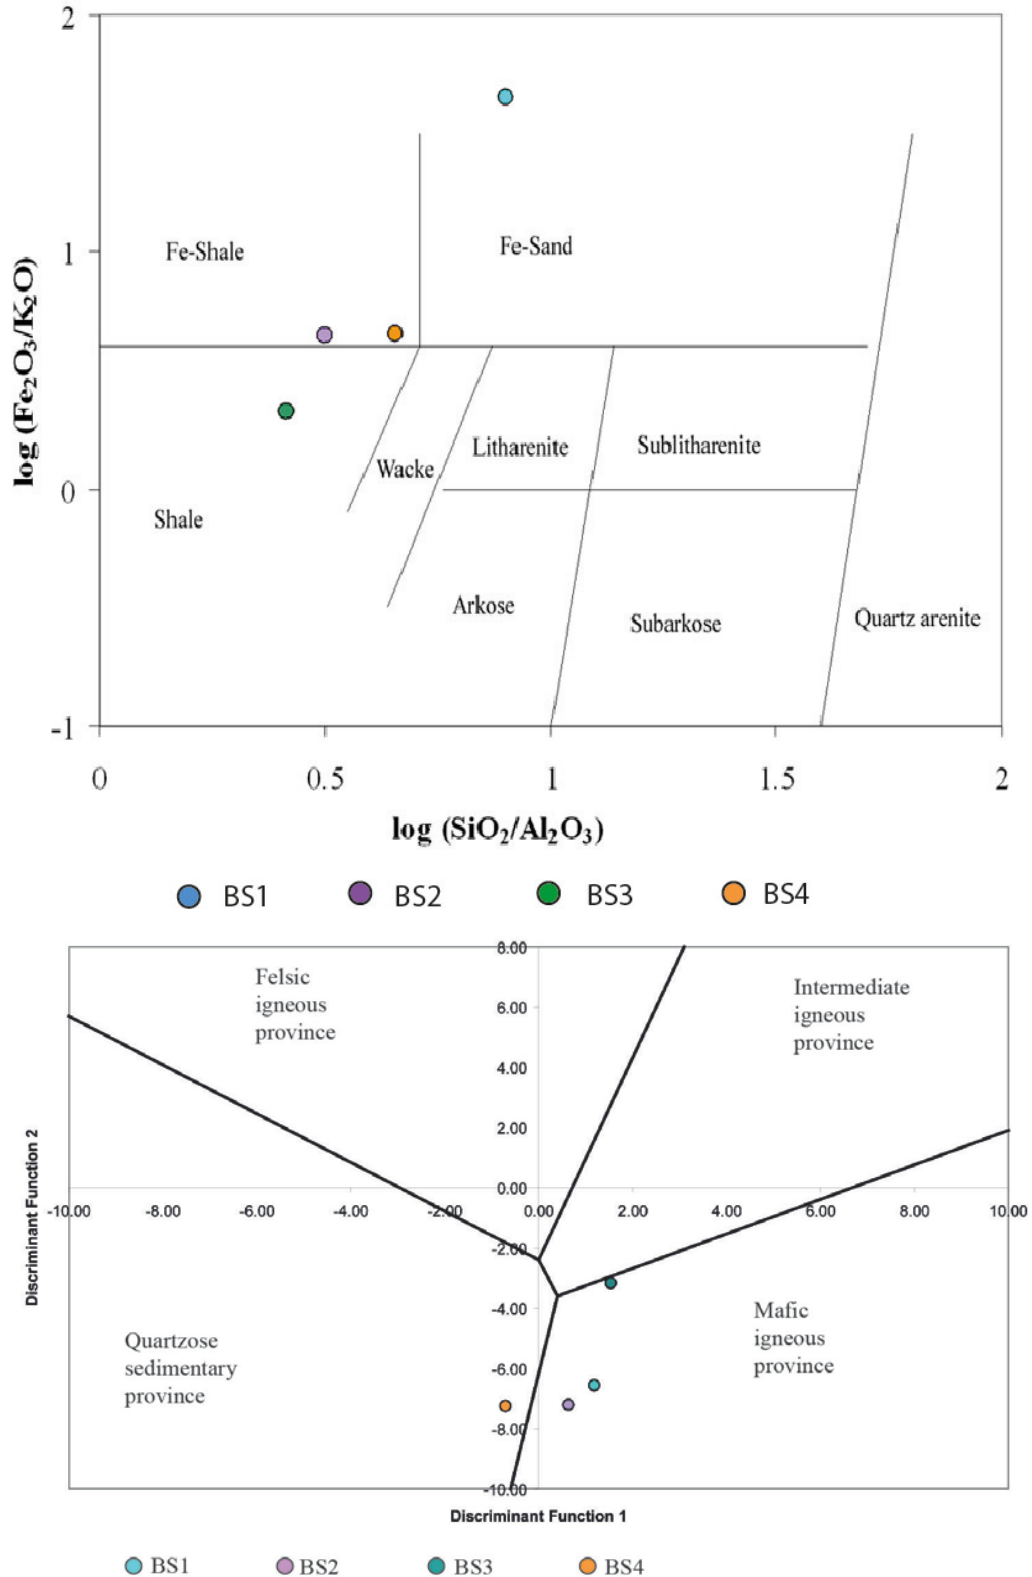 2
Fe-Shale
Fe-Sand
1
log (Fe₂O₃/K₂O)
Wacke
Litharenite
Sublitharenite
0
Shale
Arkose
Subarkose
Quartz arenite
-1
0
0.5
1
1.5
2
log (SiO₂/Al₂O₃)
BS1
BS2
BS3
BS4
8.00
Felsic
igneous
province
Intermediate
igneous
province
6.00
4.00
2.00
0.00
-10.00
-8.00
-6.00
-4.00
-2.00
0.00
2.00
4.00
6.00
8.00
10.00
-2.00
Discriminant Function 2
-4.00
Mafic
igneous
province
Quartzose
sedimentary
province
-6.00
-8.00
-10.00
Discriminant Function 1
BS1
BS2
BS3
BS4